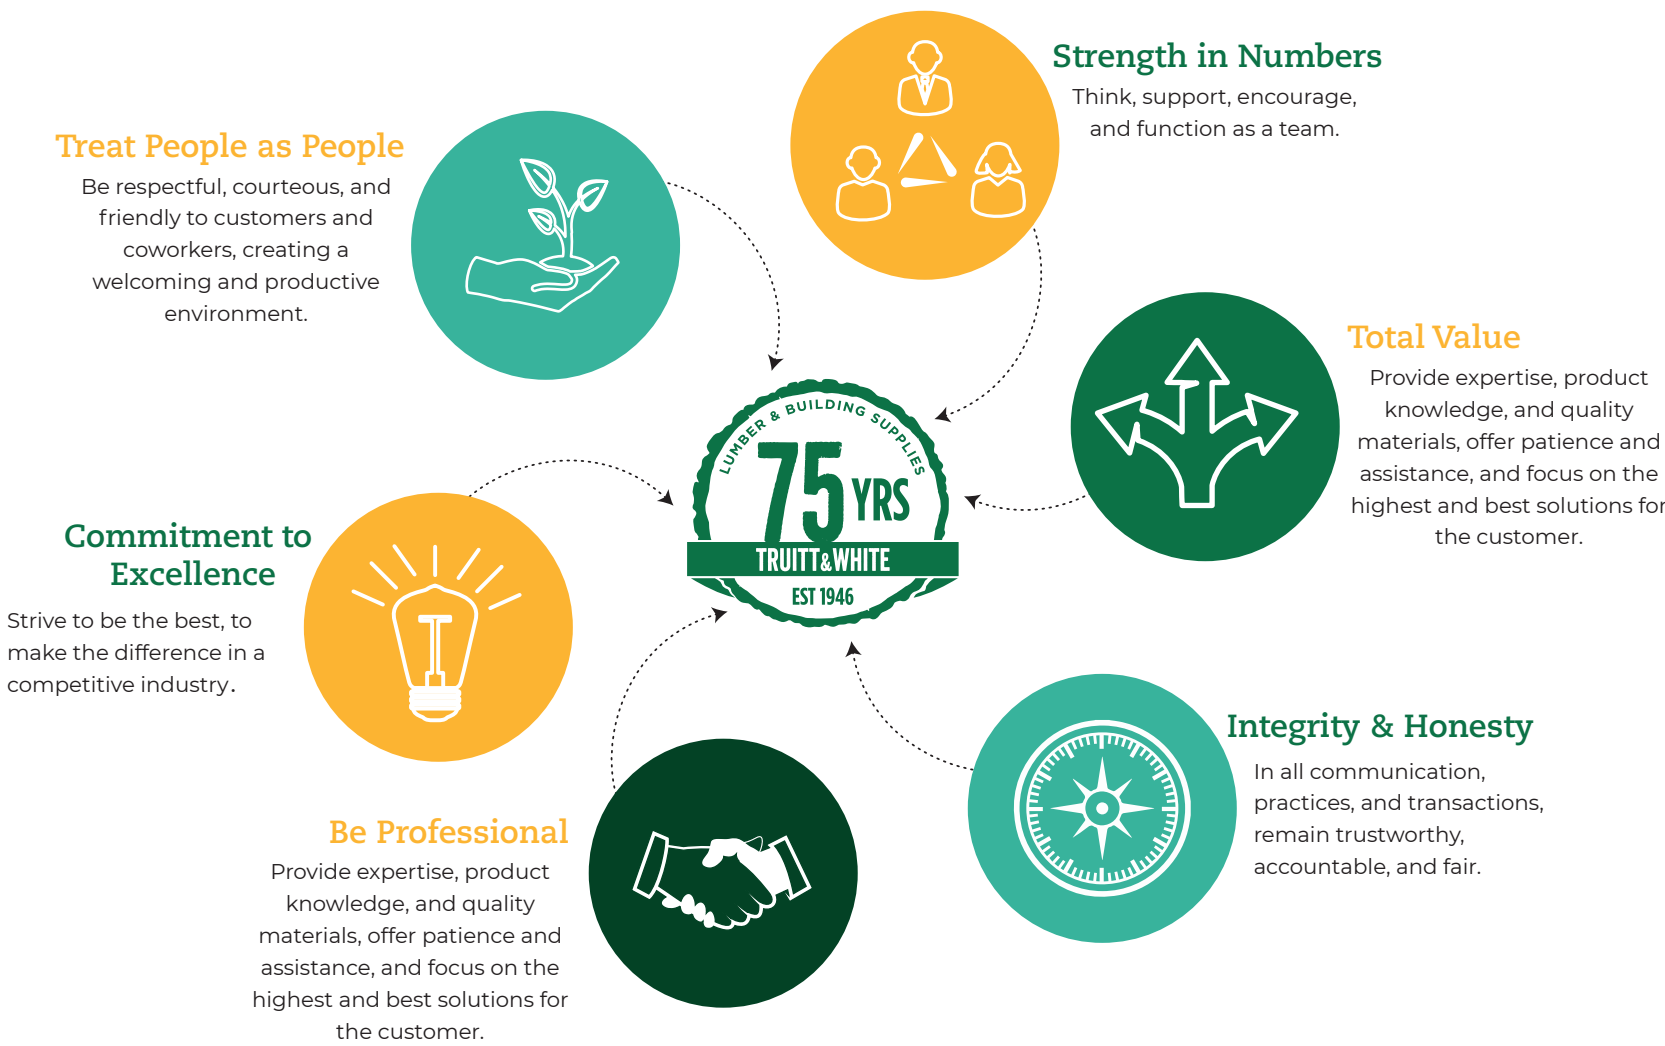 Strength in Numbers
Think, support, encourage,
and function as a team.
Treat People as People
Be respectful, courteous, and
friendly to customers and
coworkers, creating a
welcoming and productive
environment.
Total Value
Provide expertise, product
knowledge, and quality
materials, offer patience and
assistance, and focus on the
highest and best solutions for
the customer.
LUMBER & BUILDING SUPPLIES
75 YRS
TRUITT&WHITE
EST 1946
Commitment to
Excellence
Strive to be the best, to
make the difference in a
competitive industry.
Integrity & Honesty
In all communication,
practices, and transactions,
remain trustworthy,
accountable, and fair.
Be Professional
Provide expertise, product
knowledge, and quality
materials, offer patience and
assistance, and focus on the
highest and best solutions for
the customer.